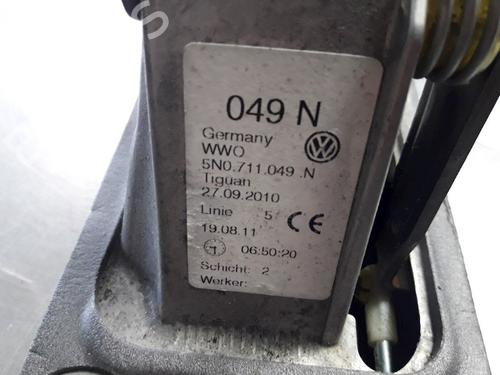 049 N
Germany
WWO
5N0.711.049 .N
Tiguan
27.09.2010
Linie 5
CE
19.08.11
06:50:20
Schicht: 2
Werker: